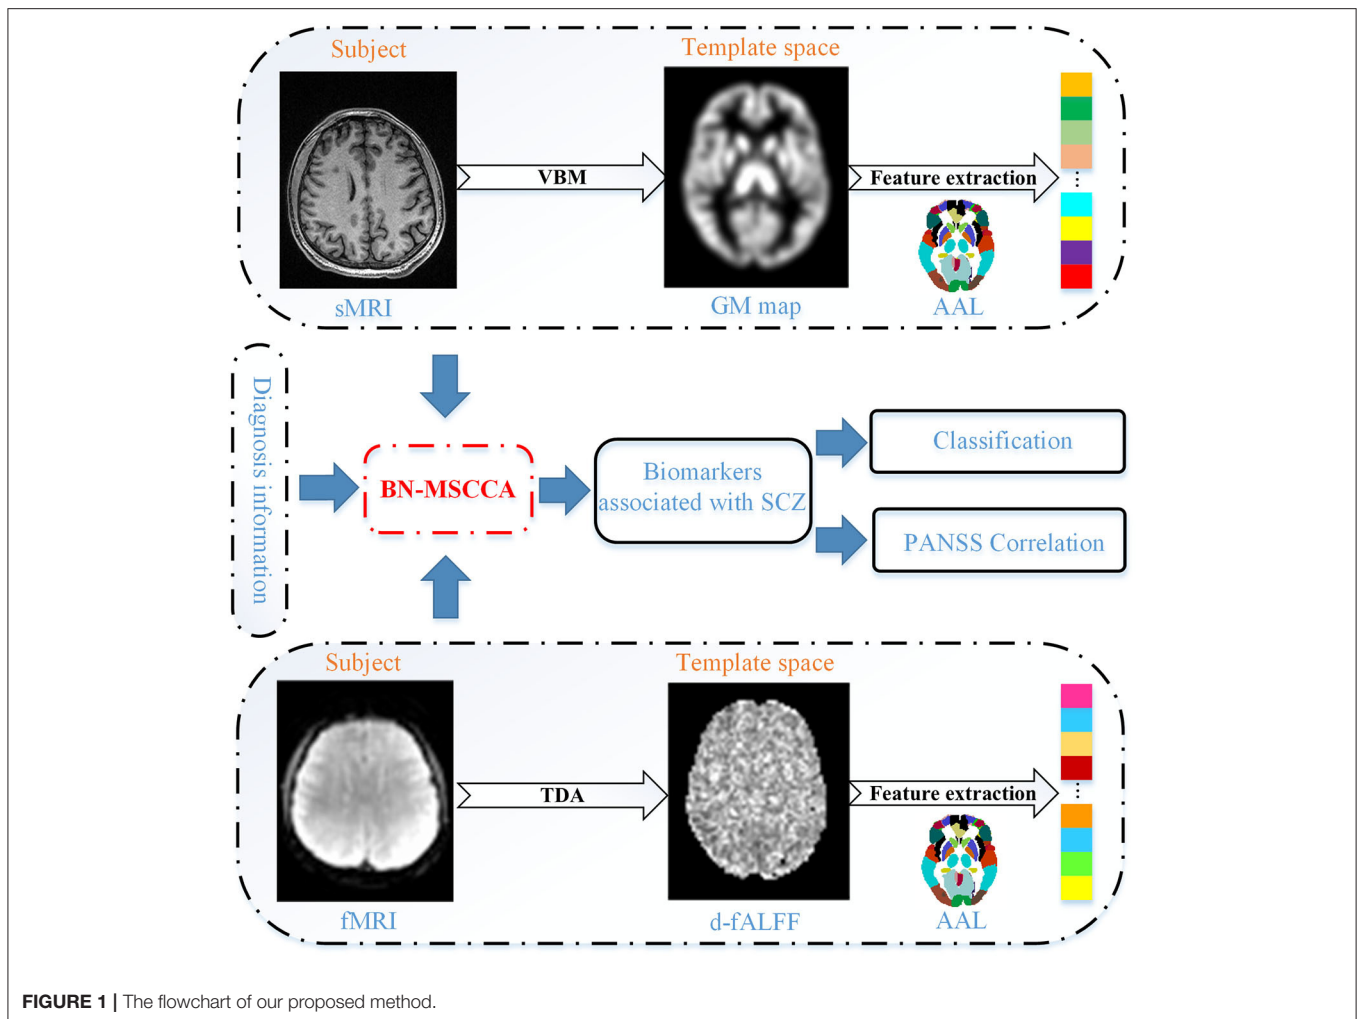 Subject
Template space
VBM
Feature extraction
sMRI
GM map
AAL
Diagnosis information
BN-MSCCA
Biomarkers
associated with SCZ
Classification
PANSS Correlation
Subject
Template space
TDA
Feature extraction
fMRI
d-fALFF
AAL
FIGURE 1 | The flowchart of our proposed method.